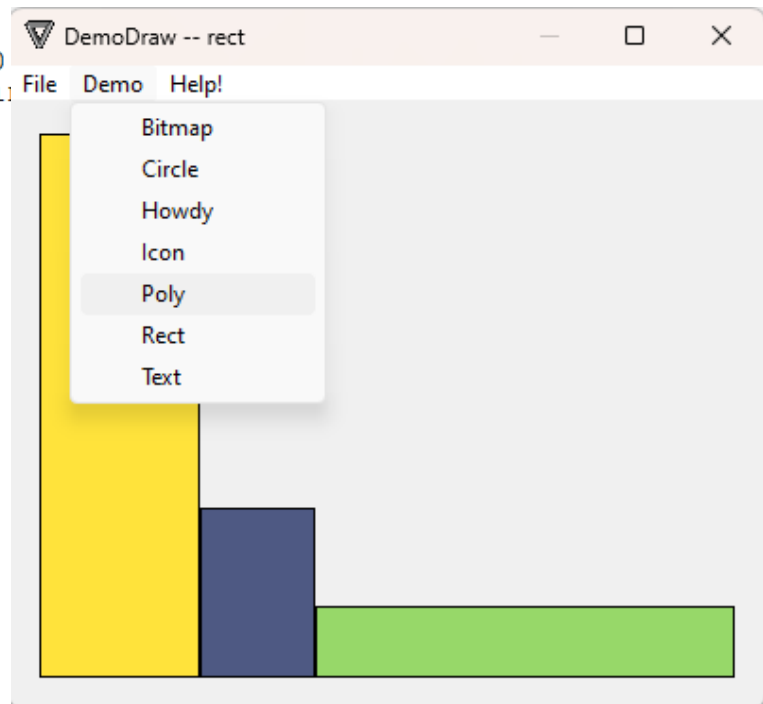 DemoDraw -- rect
File Demo Help!
Bitmap
Circle
Howdy
Icon
Poly
Rect
Text